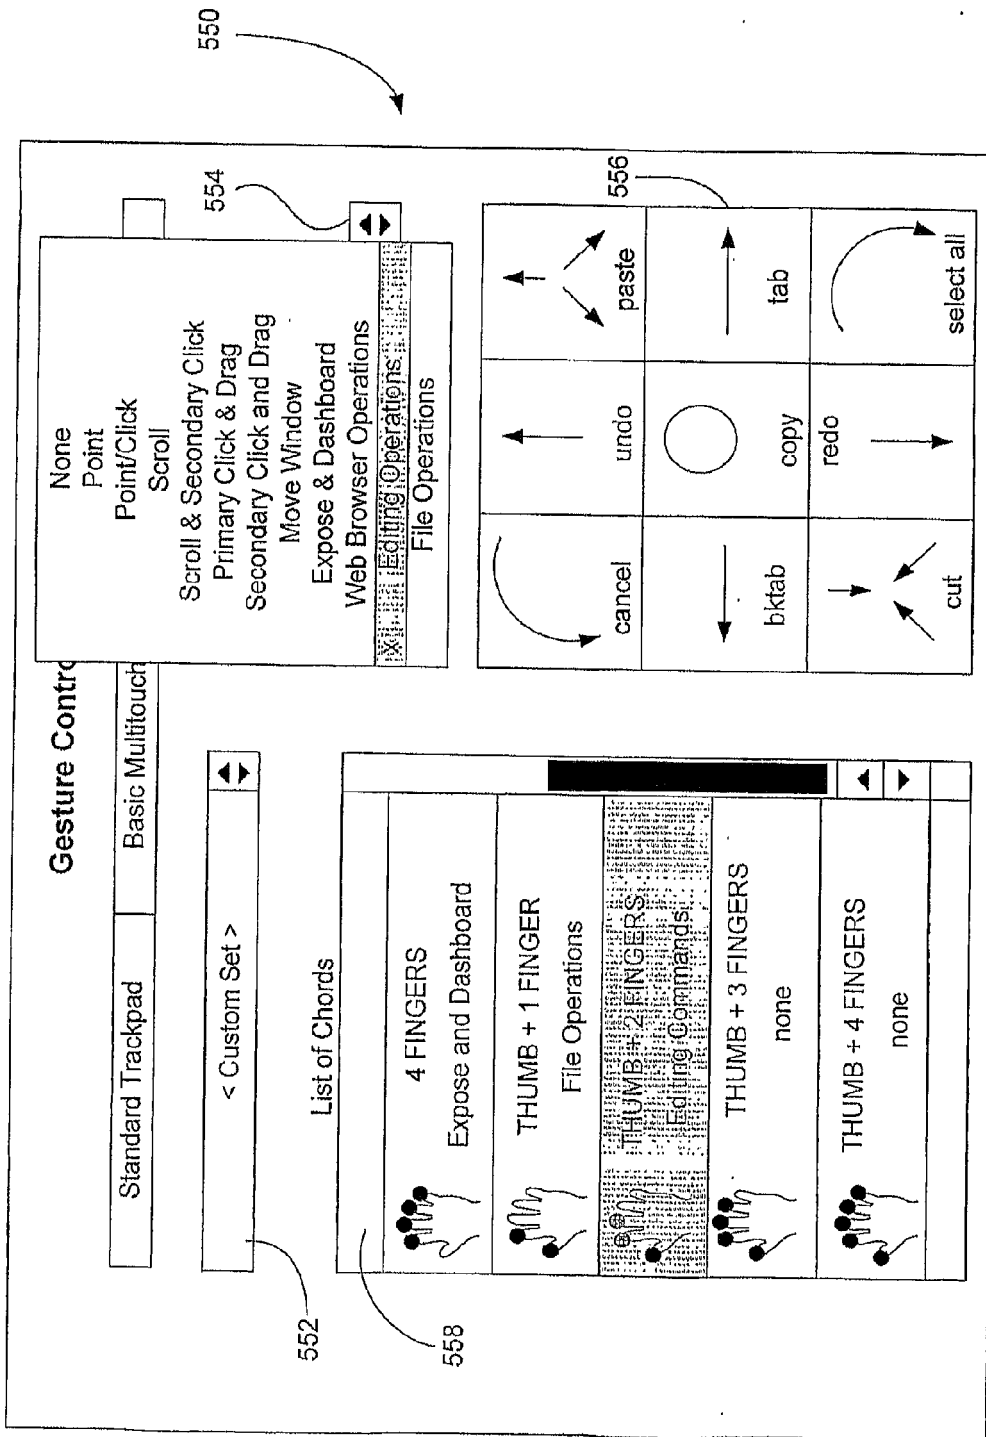 550
Gesture Contro
Standard Trackpad
Basic Multitouch
552
< Custom Set >
List of Chords
558
4 FINGERS
Expose and Dashboard
THUMB + 1 FINGER
File Operations
THUMB + 2 FINGERS
Editing Commands
THUMB + 3 FINGERS
none
THUMB + 4 FINGERS
none
None
Point
Point/Click
Scroll
Scroll & Secondary Click
Primary Click & Drag
Secondary Click and Drag
Move Window
Expose & Dashboard
Web Browser Operations
X Editing Operations
File Operations
554
556
cancel
undo
paste
bktab
copy
tab
cut
redo
select all